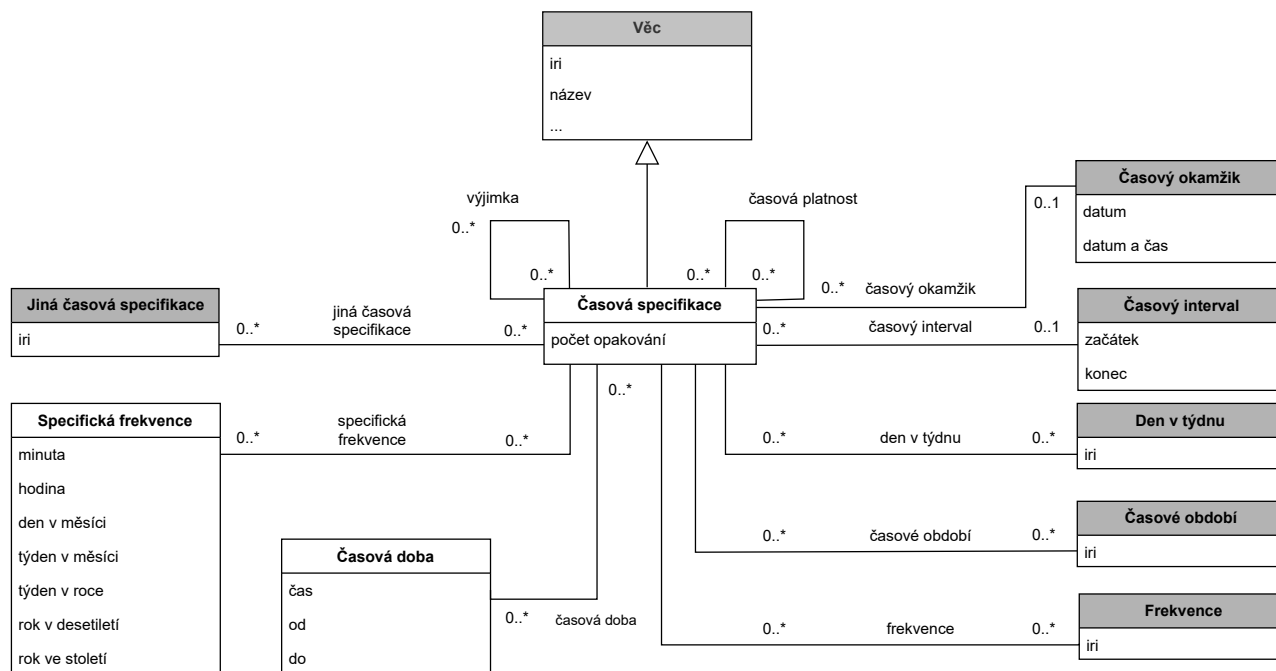 Věc
iri
název
...
výjimka
0..*
0..*
časová platnost
0..*
0..*
Časový okamžik
datum
datum a čas
0..1
0..*
časový okamžik
Časová specifikace
počet opakování
Jiná časová specifikace
iri
0..*
jiná časová
specifikace
0..*
0..*
časový interval
0..1
Časový interval
začátek
konec
0..*
Specifická frekvence
minuta
hodina
den v měsíci
týden v měsíci
týden v roce
rok v desetiletí
rok ve století
0..*
specifická
frekvence
0..*
0..*
den v týdnu
0..*
Den v týdnu
iri
0..*
časové období
0..*
Časové období
iri
Časová doba
čas
od
do
0..*
časová doba
0..*
frekvence
0..*
Frekvence
iri